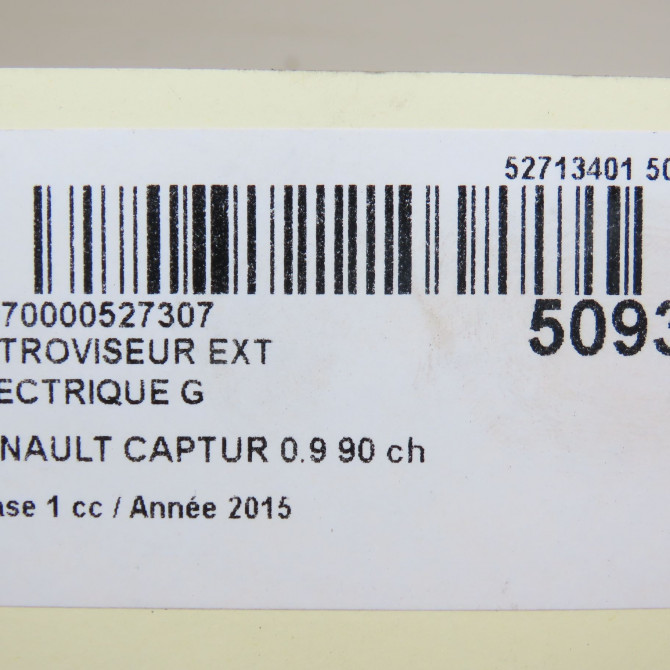 52713401 50
70000527307
5093
TROVISEUR EXT
ECTRIQUE G
NAULT CAPTUR 0.9 90 ch
ase 1 cc / Année 2015